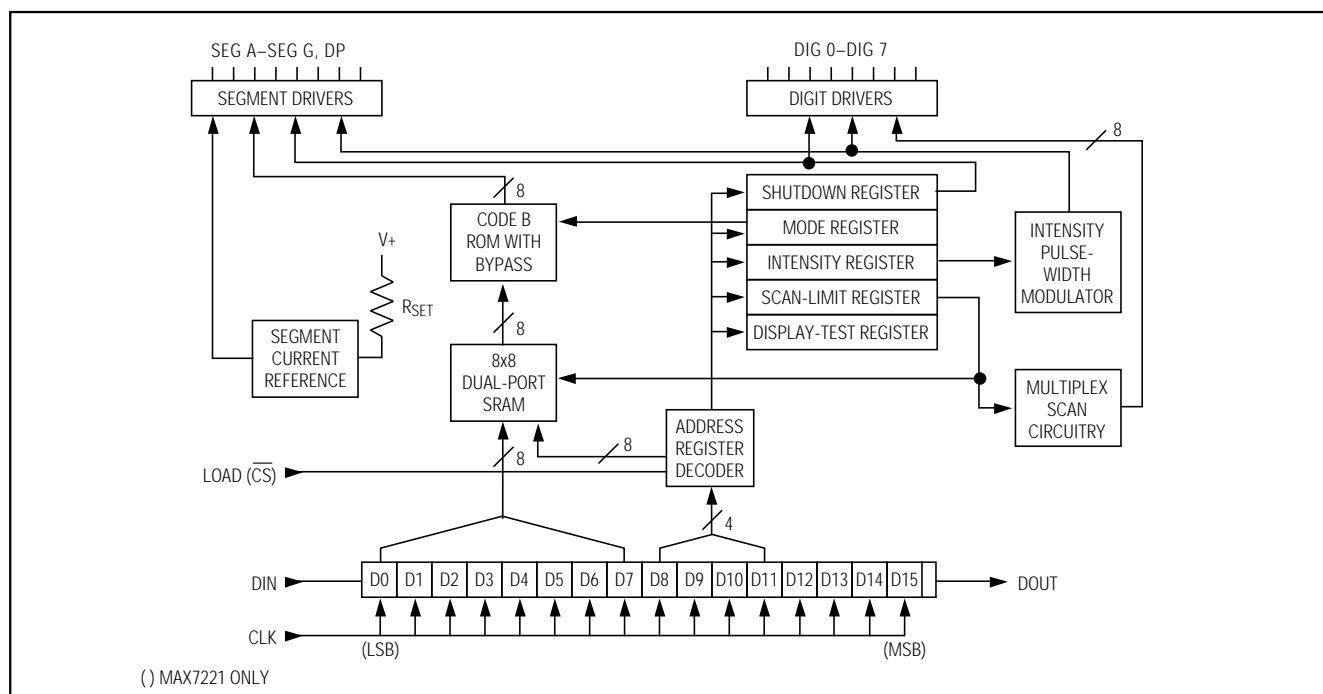 SEG A–SEG G, DP
DIG 0–DIG 7
SEGMENT DRIVERS
DIGIT DRIVERS
8
8
SHUTDOWN REGISTER
MODE REGISTER
INTENSITY REGISTER
SCAN-LIMIT REGISTER
DISPLAY-TEST REGISTER
CODE B
ROM WITH
BYPASS
INTENSITY
PULSE-
WIDTH
MODULATOR
V+
RSET
SEGMENT
CURRENT
REFERENCE
8
8x8
DUAL-PORT
SRAM
MULTIPLEX
SCAN
CIRCUITRY
ADDRESS
REGISTER
DECODER
8
8
LOAD (C̅S̅)
4
DIN
D0 D1 D2 D3 D4 D5 D6 D7 D8 D9 D10 D11 D12 D13 D14 D15
DOUT
CLK
(LSB)
(MSB)
( ) MAX7221 ONLY